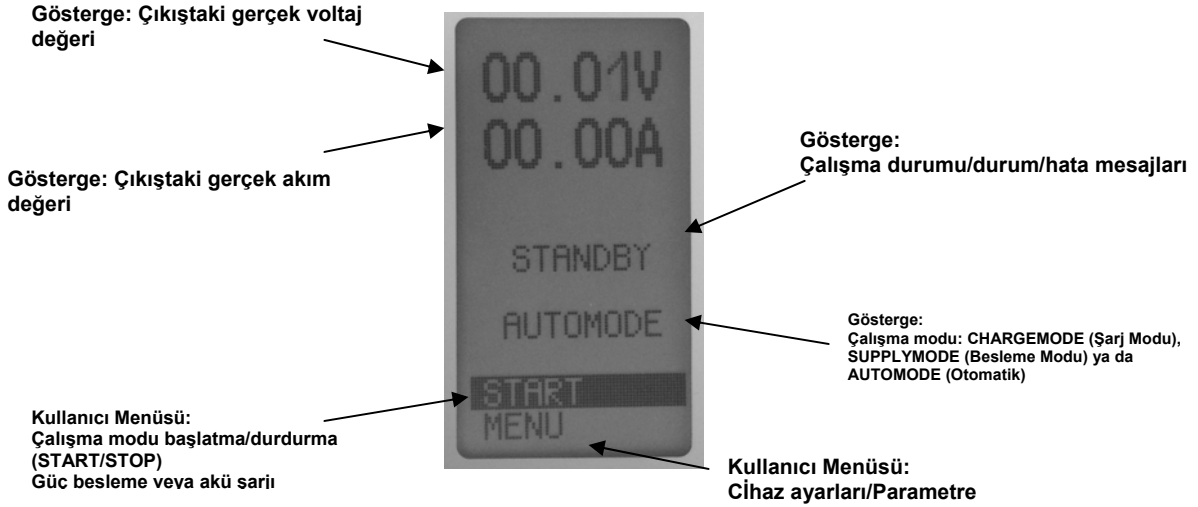 Gösterge: Çıkıştaki gerçek voltaj
değeri
00.01V
00.00A
Gösterge: Çıkıştaki gerçek akım
değeri
Gösterge:
Çalışma durumu/durum/hata mesajları
STANDBY
AUTOMODE
Gösterge:
Çalışma modu: CHARGEMODE (Şarj Modu),
SUPPLYMODE (Besleme Modu) ya da
AUTOMODE (Otomatik)
START
MENU
Kullanıcı Menüsü:
Çalışma modu başlatma/durdurma
(START/STOP)
Güç besleme veya akü şarjı
Kullanıcı Menüsü:
Cİhaz ayarları/Parametre